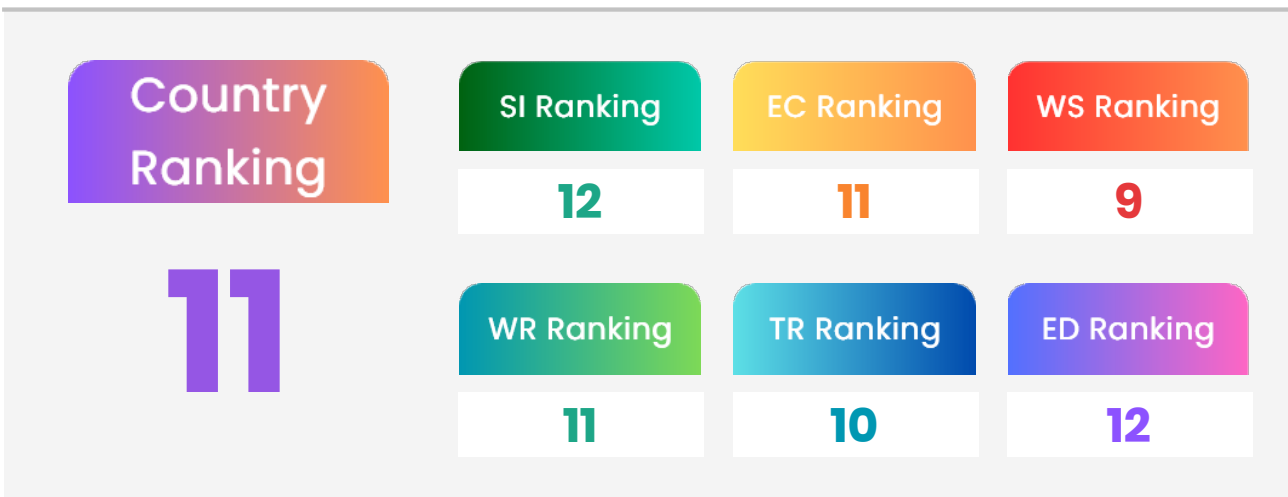 Country
Ranking
11
SI Ranking
12
EC Ranking
11
WS Ranking
9
WR Ranking
11
TR Ranking
10
ED Ranking
12